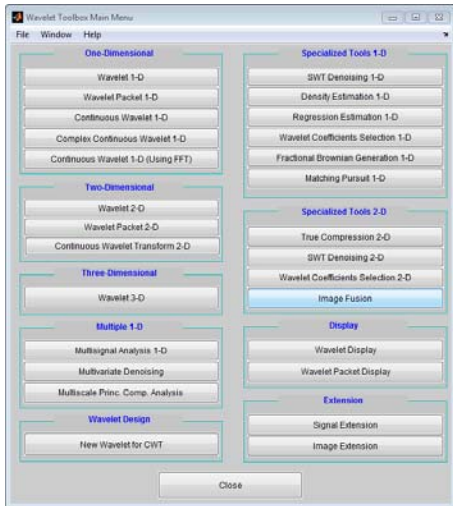 Wavelet Toolbox Main Menu
File Window Help
One-Dimensional
Wavelet 1-D
Wavelet Packet 1-D
Continuous Wavelet 1-D
Complex Continuous Wavelet 1-D
Continuous Wavelet 1-D (Using FFT)
Two-Dimensional
Wavelet 2-D
Wavelet Packet 2-D
Continuous Wavelet Transform 2-D
Three-Dimensional
Wavelet 3-D
Multiple 1-D
Multisignal Analysis 1-D
Multivariate Denoising
Multiscale Princ. Comp. Analysis
Wavelet Design
New Wavelet for CWT
Specialized Tools 1-D
SWT Denoising 1-D
Density Estimation 1-D
Regression Estimation 1-D
Wavelet Coefficients Selection 1-D
Fractional Brownian Generation 1-D
Matching Pursuit 1-D
Specialized Tools 2-D
True Compression 2-D
SWT Denoising 2-D
Wavelet Coefficients Selection 2-D
Image Fusion
Display
Wavelet Display
Wavelet Packet Display
Extension
Signal Extension
Image Extension
Close